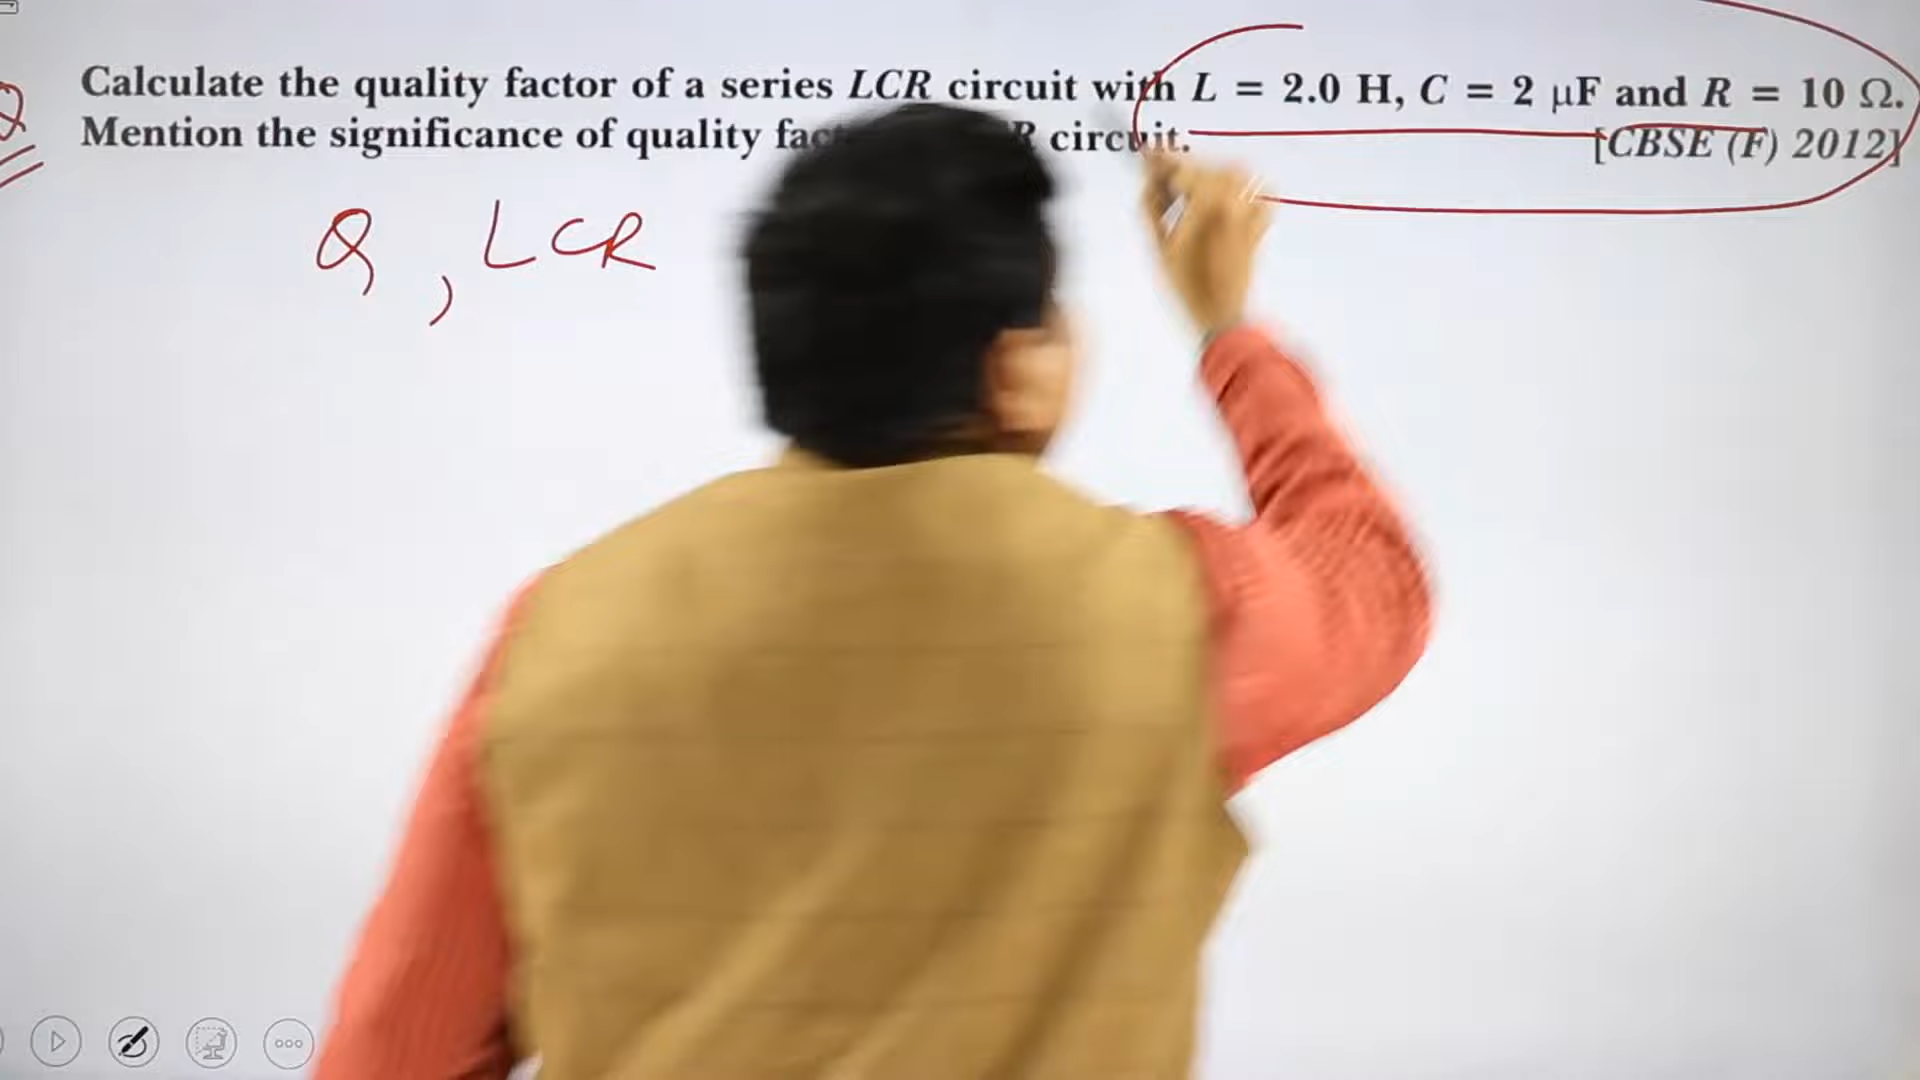 Calculate the quality factor of a series LCR circuit with L = 2.0 H, C = 2 μF and R = 10 Ω.
Mention the significance of quality circuit.
[CBSE (F) 2012]
Q, LCR